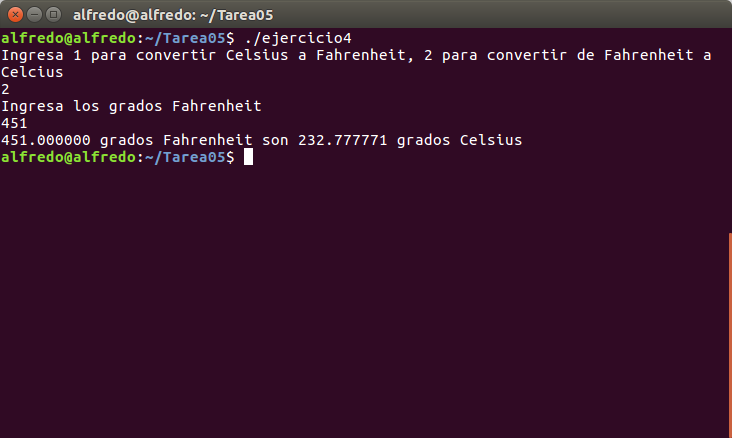 alfredo@alfredo: ~/Tarea05
alfredo@alfredo:~/Tarea05$ ./ejercicio4
Ingresa 1 para convertir Celsius a Fahrenheit, 2 para convertir de Fahrenheit a
Celcius
2
Ingresa los grados Fahrenheit
451
451.000000 grados Fahrenheit son 232.777771 grados Celsius
alfredo@alfredo:~/Tarea05$